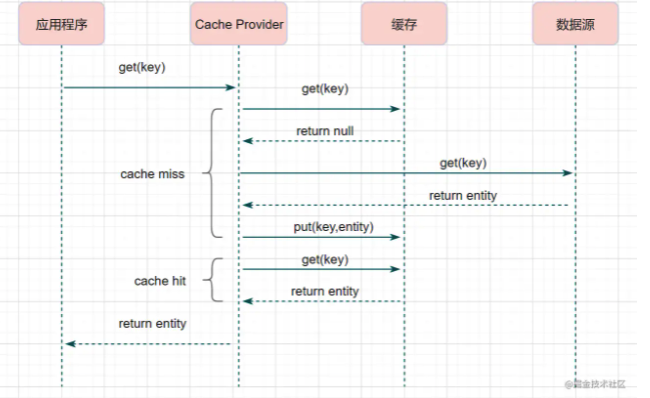 应用程序
Cache Provider
缓存
数据源
get(key)
get(key)
return null
cache miss
get(key)
return entity
put(key,entity)
get(key)
cache hit
return entity
return entity
@掘金技术社区